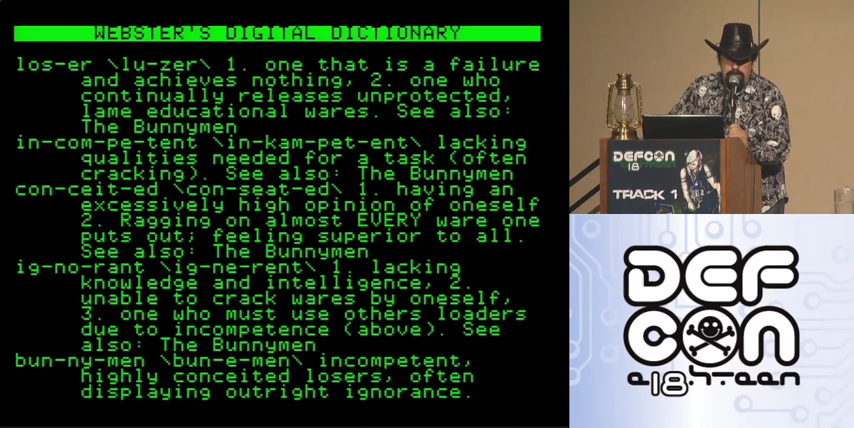 WEBSTER'S DIGITAL DICTIONARY
los-er \lu-zer\ 1. one that is a failure
and achieves nothing, 2. one who
continually releases unprotected,
lame educational wares. See also:
The Bunnymen
in-com-pe-tent \in-kam-pet-ent\ lacking
qualities needed for a task (often
cracking). See also: The Bunnymen
con-ceit-ed \con-seat-ed\ 1. having an
excessively high opinion of oneself
2. Ragging on almost EVERY ware one
puts out; feeling superior to all.
See also: The Bunnymen
ig-no-rant \ig-ne-rent\ 1. lacking
knowledge and intelligence, 2.
unable to crack wares by oneself,
3. one who must use others loaders
due to incompetence (above). See
also: The Bunnymen
bun-ny-men \bun-e-men\ incompetent,
highly conceited losers, often
displaying outright ignorance.
DEFCON
18
TRACK 1
DEF
CON
e18h-teen